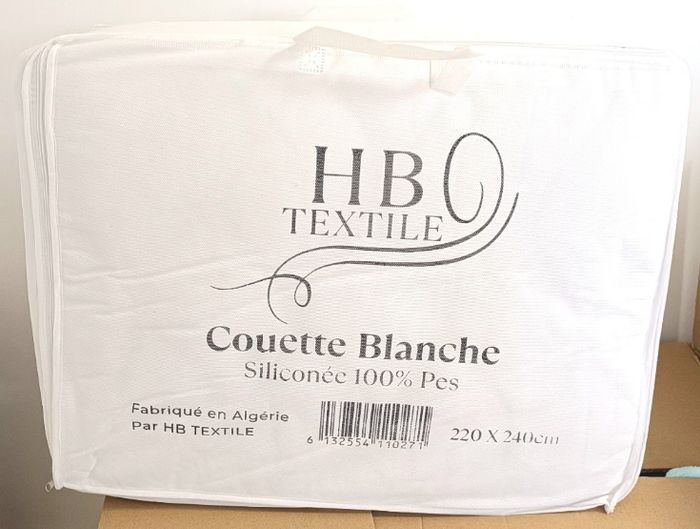 HB
TEXTILE
Couette Blanche
Siliconée 100% Pes
Fabriqué en Algérie
Par HB TEXTILE
6 132554 110271
220 X 240cm